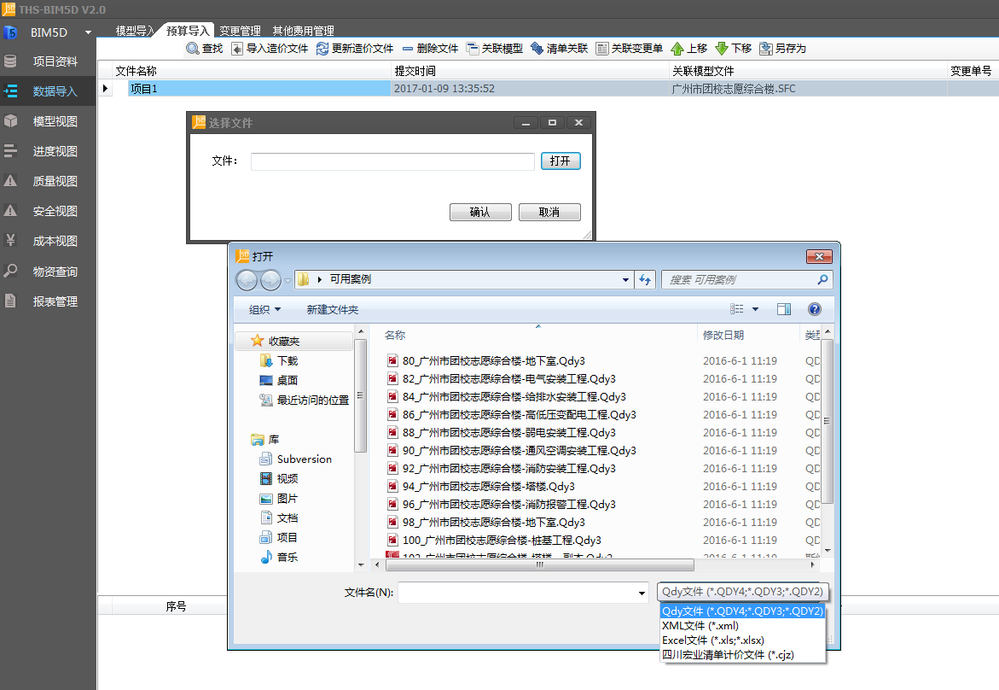 THS-BIM5D V2.0
BIM5D
模型导入 预算导入 变更管理 其他费用管理
查找 导入造价文件 更新造价文件 删除文件 关联模型 清单关联 关联变更单 上移 下移 另存为
项目资料
数据导入
模型视图
进度视图
质量视图
安全视图
成本视图
物资查询
报表管理
文件名称 提交时间 关联模型文件 变更单号
项目1 2017-01-09 13:35:52 广州市团校志愿综合楼.SFC
选择文件
文件： 打开
确认 取消
打开
可用案例 搜索 可用案例
组织 新建文件夹
收藏夹
下载
桌面
最近访问的位置
库
Subversion
视频
图片
文档
项目
音乐
名称 修改日期 类型
80_广州市团校志愿综合楼-地下室.Qdy3 2016-6-1 11:19 QD
82_广州市团校志愿综合楼-电气安装工程.Qdy3 2016-6-1 11:19 QD
84_广州市团校志愿综合楼-给排水安装工程.Qdy3 2016-6-1 11:19 QD
86_广州市团校志愿综合楼-高低压变配电工程.Qdy3 2016-6-1 11:19 QD
88_广州市团校志愿综合楼-弱电安装工程.Qdy3 2016-6-1 11:19 QD
90_广州市团校志愿综合楼-通风空调安装工程.Qdy3 2016-6-1 11:19 QD
92_广州市团校志愿综合楼-消防安装工程.Qdy3 2016-6-1 11:19 QD
94_广州市团校志愿综合楼-塔楼.Qdy3 2016-6-1 11:19 QD
96_广州市团校志愿综合楼-消防报警工程.Qdy3 2016-6-1 11:19 QD
98_广州市团校志愿综合楼-地下室.Qdy3 2016-6-1 11:19 QD
100_广州市团校志愿综合楼-桩基工程.Qdy3 2016-6-1 11:19 QD
102_广州市团校志愿综合楼-塔楼 - 副本.Qdy3 2016-6-1 11:19
文件名(N): Qdy文件 (*.QDY4;*.QDY3;*.QDY2)
Qdy文件 (*.QDY4;*.QDY3;*.QDY2)
XML文件 (*.xml)
Excel文件 (*.xls;*.xlsx)
四川宏业清单计价文件 (*.cjz)
序号